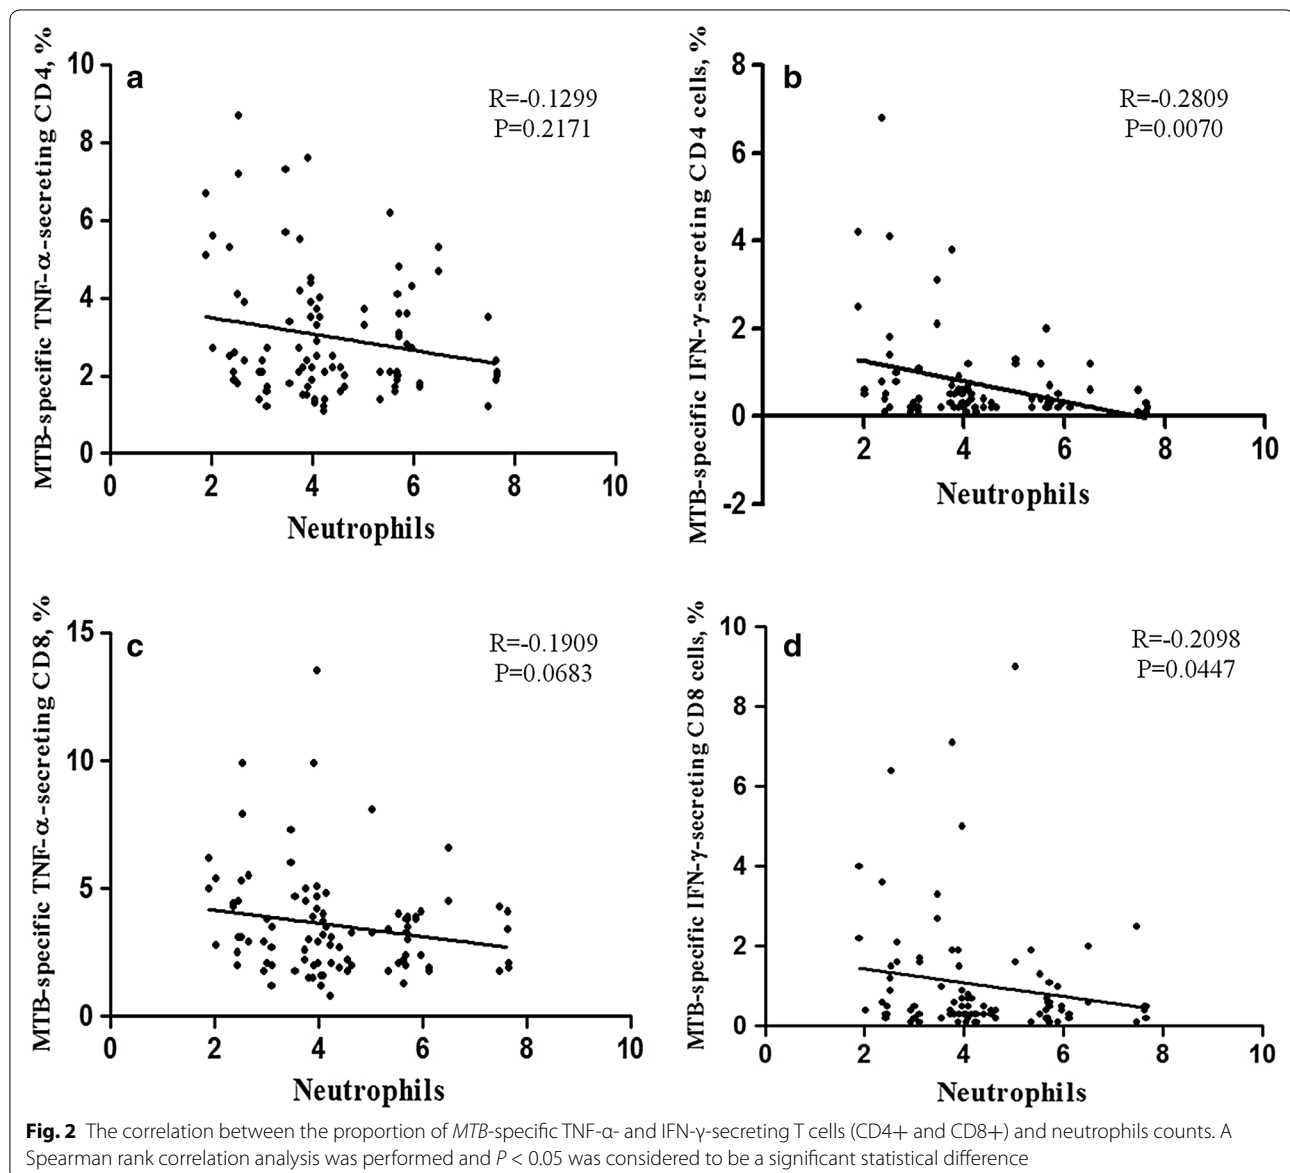 a
MTB-specific TNF-α-secreting CD4, %
R=-0.1299
P=0.2171
10
8
6
4
2
0
0 2 4 6 8 10
Neutrophils
b
MTB-specific IFN-γ-secreting CD4 cells, %
R=-0.2809
P=0.0070
8
6
4
2
0
-2
2 4 6 8 10
Neutrophils
c
MTB-specific TNF-α-secreting CD8, %
R=-0.1909
P=0.0683
15
10
5
0
0 2 4 6 8 10
Neutrophils
d
MTB-specific IFN-γ-secreting CD8 cells, %
R=-0.2098
P=0.0447
10
8
6
4
2
0
0 2 4 6 8 10
Neutrophils
Fig. 2 The correlation between the proportion of MTB-specific TNF-α- and IFN-γ-secreting T cells (CD4+ and CD8+) and neutrophils counts. A
Spearman rank correlation analysis was performed and P < 0.05 was considered to be a significant statistical difference